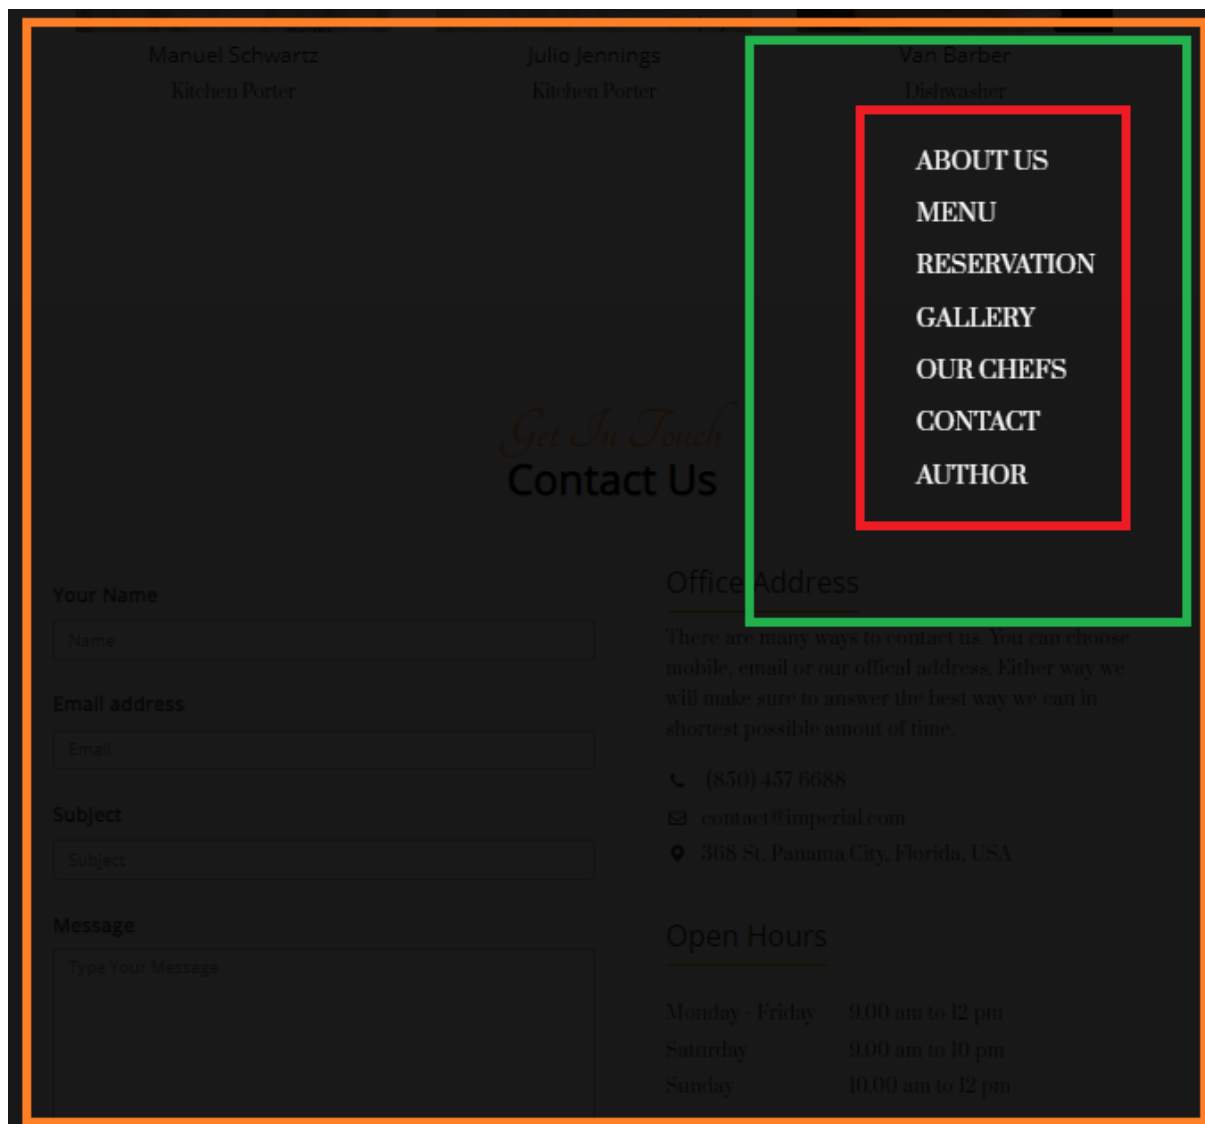 Manuel Schwartz
Kitchen Porter
Julio Jennings
Kitchen Porter
Van Barber
Dishwasher
ABOUT US
MENU
RESERVATION
GALLERY
OUR CHEFS
CONTACT
AUTHOR
Get In Touch
Contact Us
Your Name
Name
Email address
Email
Subject
Subject
Message
Type Your Message
Office Address
There are many ways to contact us. You can choose
mobile, email or our offical address. Either way we
will make sure to answer the best way we can in
shortest possible amout of time.
(850) 457 6688
contact@imperial.com
368 St. Panama City, Florida, USA
Open Hours
Monday - Friday 9.00 am to 12 pm
Saturday 9.00 am to 10 pm
Sunday 10.00 am to 12 pm